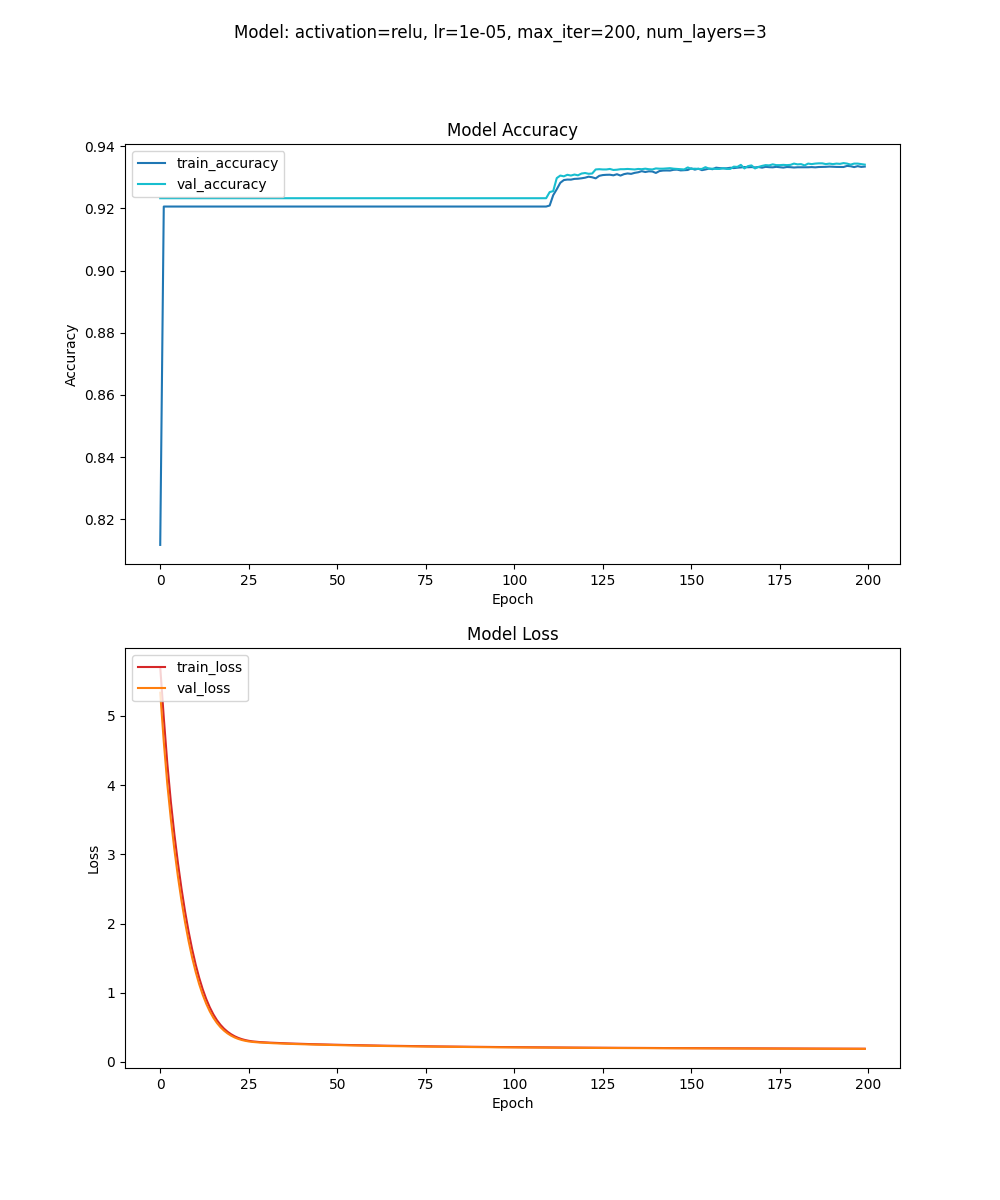 Model: activation=relu, lr=1e-05, max_iter=200, num_layers=3
Model Accuracy
train_accuracy
val_accuracy
0.94
0.92
0.90
0.88
0.86
0.84
0.82
Accuracy
0 25 50 75 100 125 150 175 200
Epoch
Model Loss
train_loss
val_loss
5
4
3
2
1
0
Loss
0 25 50 75 100 125 150 175 200
Epoch